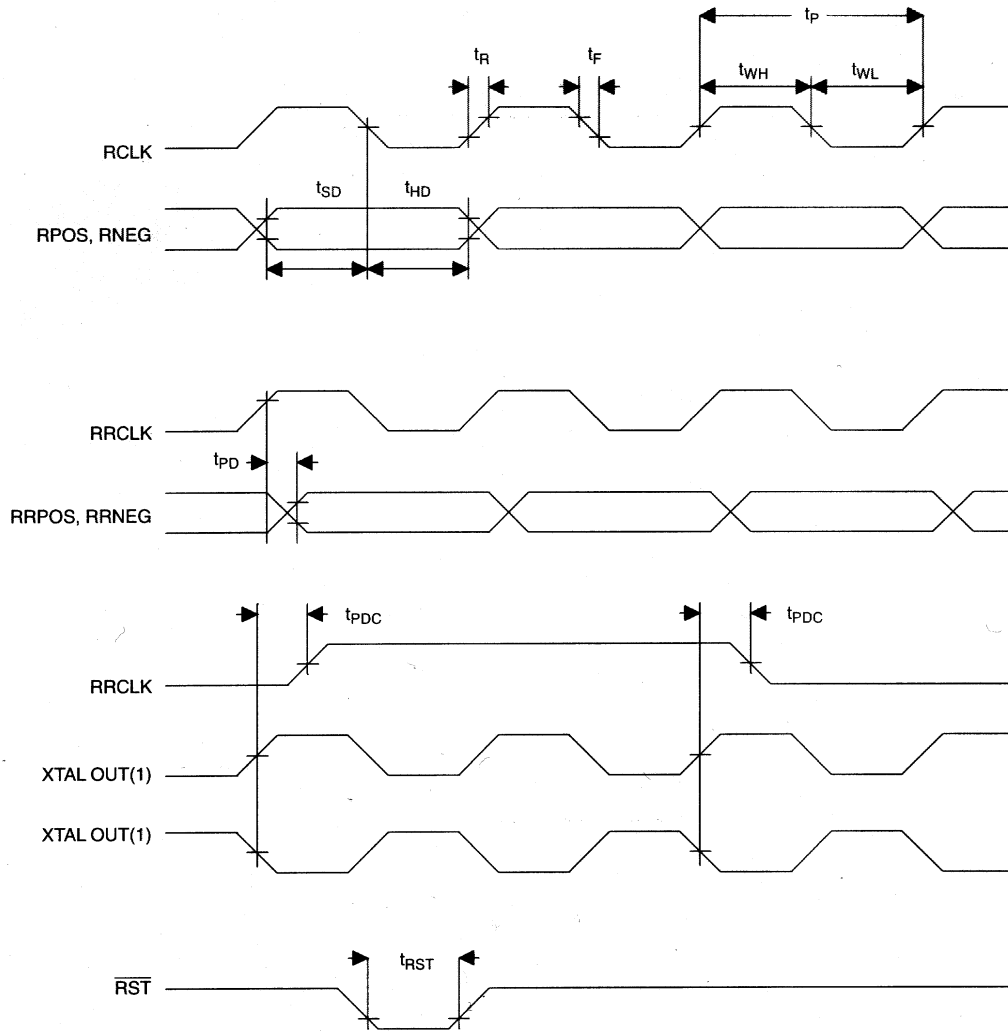 tP
tR
tF
tWH
tWL
RCLK
tSD
tHD
RPOS, RNEG
RRCLK
tPD
RRPOS, RRNEG
tPDC
tPDC
RRCLK
XTAL OUT(1)
XTAL OUT(1)
tRST
RST